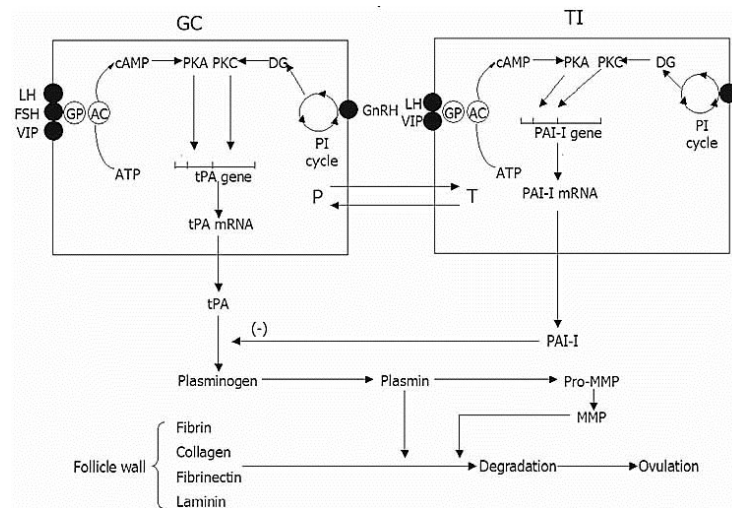 GC
TI
LH
FSH
VIP
GP
AC
cAMP
PKA
PKC
DG
GnRH
PI
cycle
ATP
tPA gene
tPA mRNA
tPA
P
T
LH
VIP
GP
AC
cAMP
PKA
PKC
DG
PI
cycle
ATP
PAI-I gene
PAI-I mRNA
PAI-I
(-)
Plasminogen
Plasmin
Pro-MMP
MMP
Follicle wall
Fibrin
Collagen
Fibrinectin
Laminin
Degradation
Ovulation